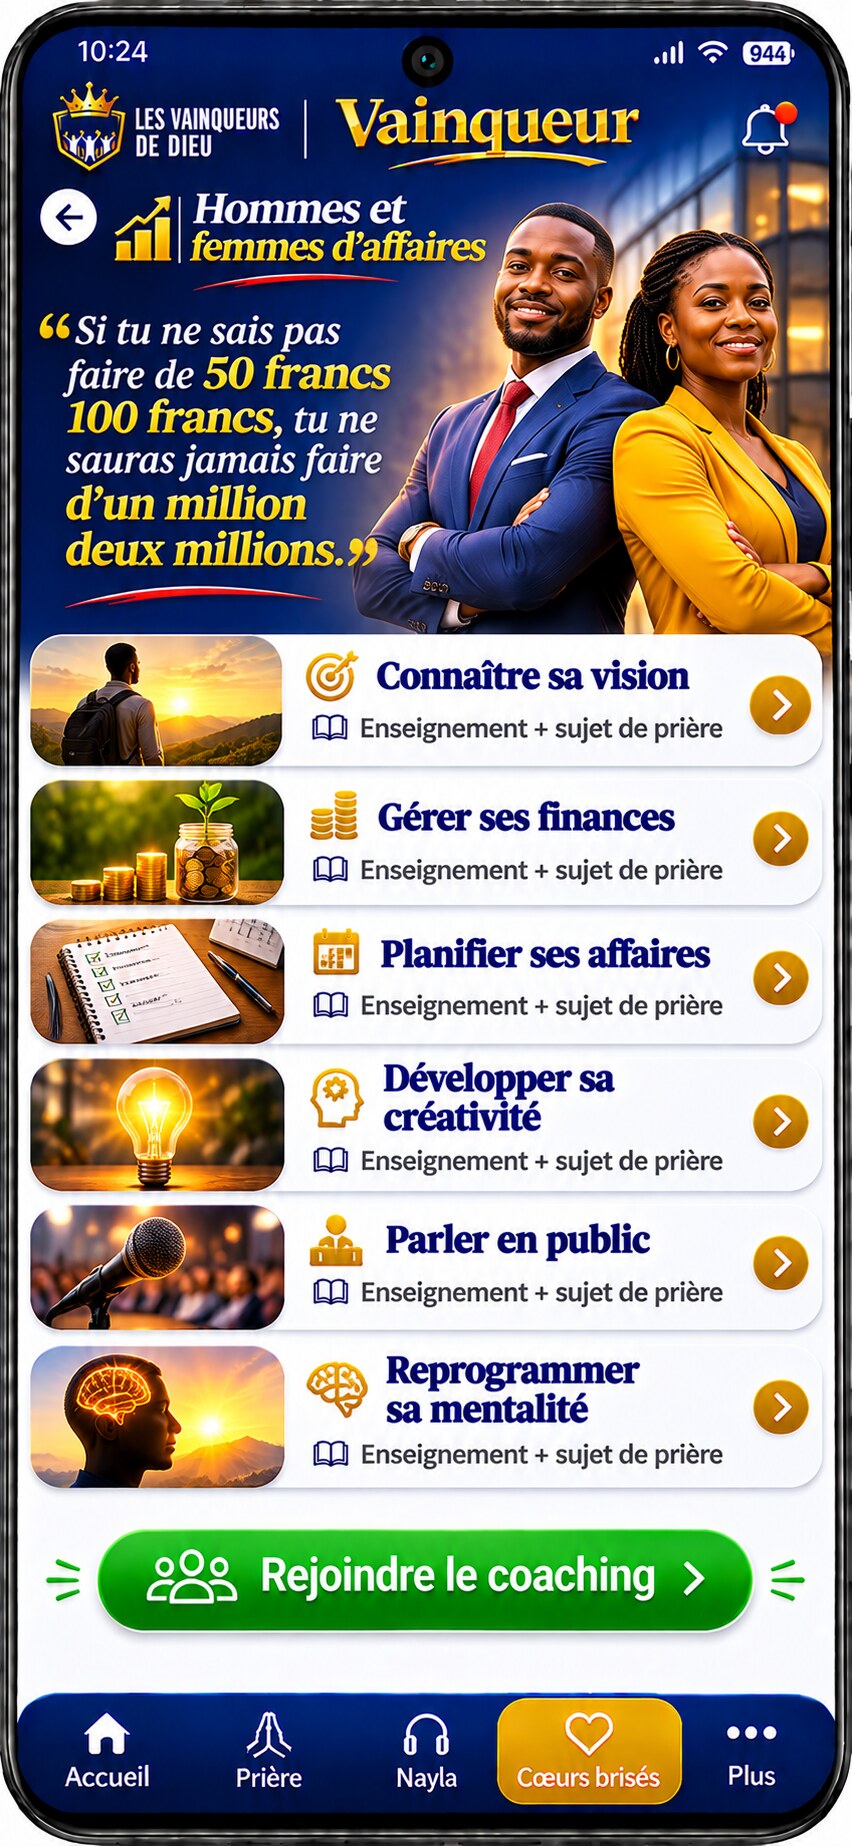 10:24
944
LES VAINQUEURS
DE DIEU
Vainqueur
Hommes et
femmes d'affaires
“Si tu ne sais pas
faire de 50 francs
100 francs, tu ne
sauras jamais faire
d'un million
deux millions.”
Connaître sa vision
Enseignement + sujet de prière
Gérer ses finances
Enseignement + sujet de prière
Planifier ses affaires
Enseignement + sujet de prière
Développer sa
créativité
Enseignement + sujet de prière
Parler en public
Enseignement + sujet de prière
Reprogrammer
sa mentalité
Enseignement + sujet de prière
Rejoindre le coaching
Accueil
Prière
Nayla
Cœurs brisés
Plus